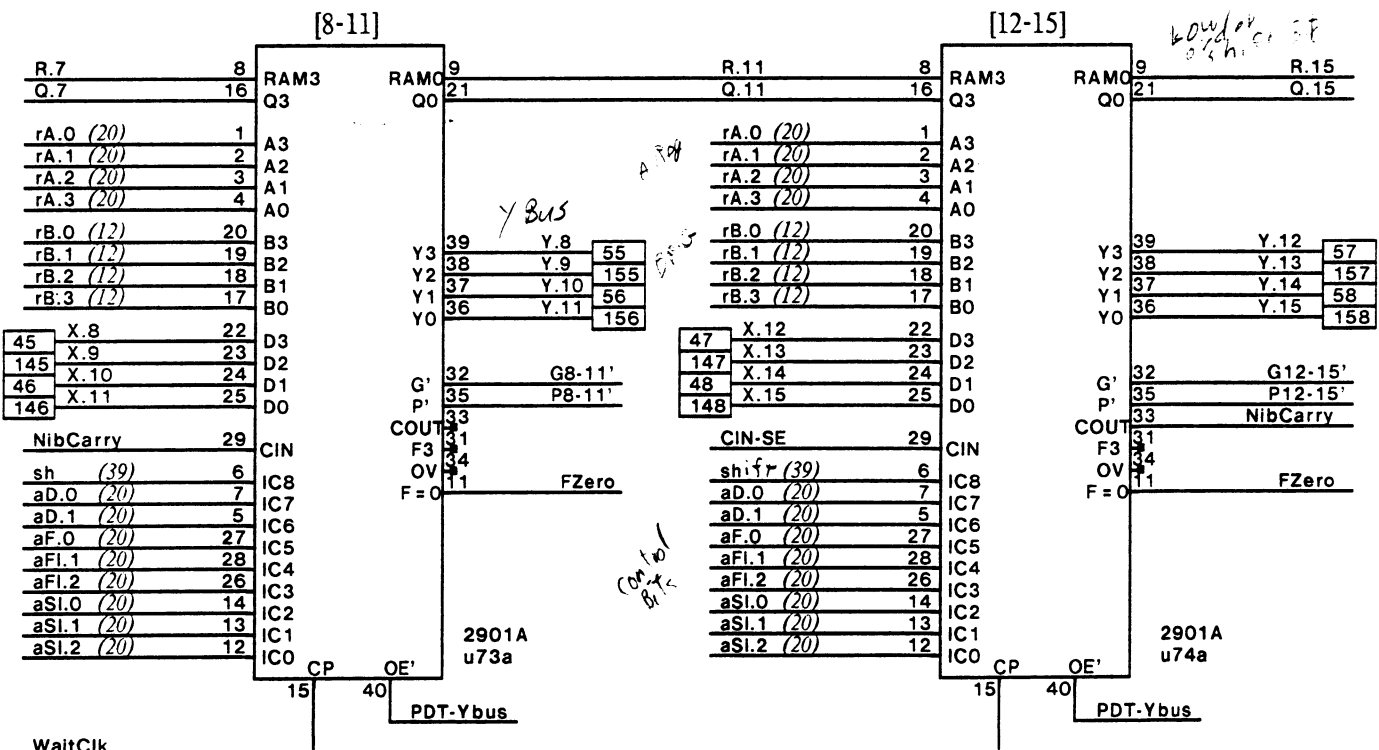 [8-11]
R.7 8 RAM3 RAM0 9 R.11
Q.7 16 Q3 Q0 21 Q.11
rA.0 (20) 1 A3
rA.1 (20) 2 A2
rA.2 (20) 3 A1
rA.3 (20) 4 A0
Y Bus
rB.0 (12) 20 B3
rB.1 (12) 19 B2 Y3 39 Y.8 55
rB.2 (12) 18 B1 Y2 38 Y.9 155
rB.3 (12) 17 B0 Y1 37 Y.10 56
Y0 36 Y.11 156
45 X.8 22 D3
145 X.9 23 D2
46 X.10 24 D1 G' 32 G8-11'
146 X.11 25 D0 P' 35 P8-11'
COUT 33
NibCarry 29 CIN F3 31
OV 34
sh (39) 6 IC8 F=0 11 FZero
aD.0 (20) 7 IC7
aD.1 (20) 5 IC6
aF.0 (20) 27 IC5
aFI.1 (20) 28 IC4
aFI.2 (20) 26 IC3
aSI.0 (20) 14 IC2
aSI.1 (20) 13 IC1
aSI.2 (20) 12 IC0
2901A
u73a
CP OE'
15 40
PDT-Ybus
WaitClk
[12-15]
8 RAM3 RAM0 9 R.15
16 Q3 Q0 21 Q.15
rA.0 (20) 1 A3
rA.1 (20) 2 A2
rA.2 (20) 3 A1
rA.3 (20) 4 A0
rB.0 (12) 20 B3
rB.1 (12) 19 B2 Y3 39 Y.12 57
rB.2 (12) 18 B1 Y2 38 Y.13 157
rB.3 (12) 17 B0 Y1 37 Y.14 58
Y0 36 Y.15 158
47 X.12 22 D3
147 X.13 23 D2
48 X.14 24 D1 G' 32 G12-15'
148 X.15 25 D0 P' 35 P12-15'
COUT 33 NibCarry
CIN-SE 29 CIN F3 31
OV 34
shifr (39) 6 IC8 F=0 11 FZero
aD.0 (20) 7 IC7
aD.1 (20) 5 IC6
aF.0 (20) 27 IC5
aFI.1 (20) 28 IC4
aFI.2 (20) 26 IC3
aSI.0 (20) 14 IC2
aSI.1 (20) 13 IC1
aSI.2 (20) 12 IC0
Control
Bits
2901A
u74a
CP OE'
15 40
PDT-Ybus